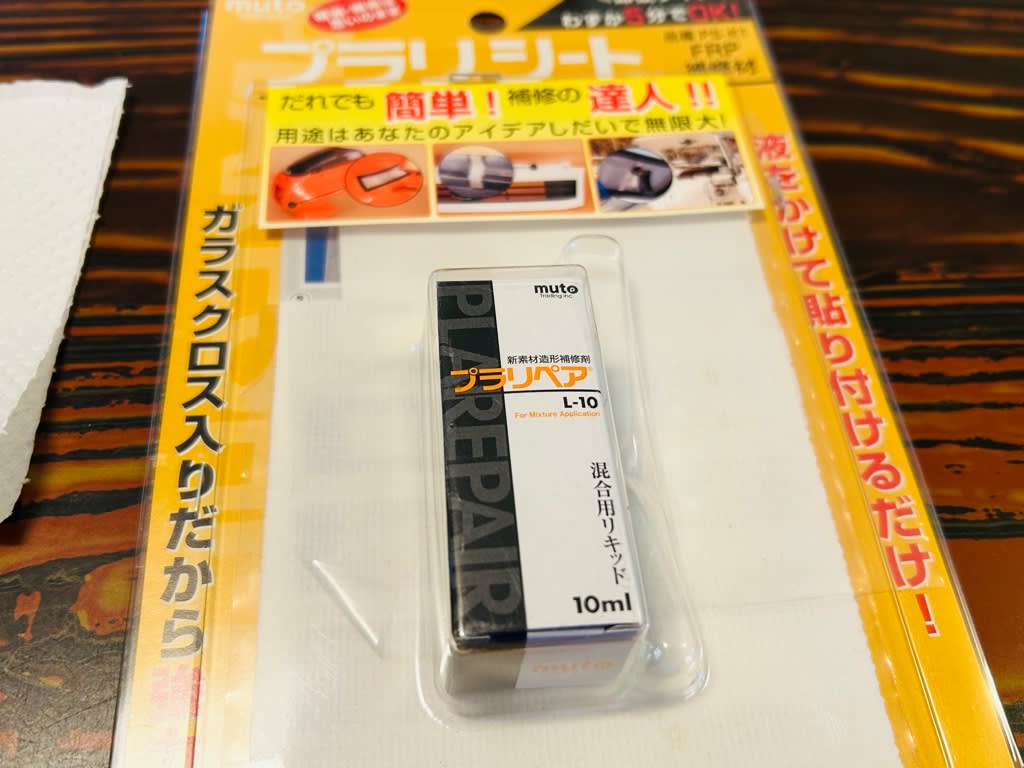 muto
わずか5分でOK!
プラリシート
FRP
補修材
だれでも 簡単! 補修の 達人!!
用途はあなたのアイデアしだいで無限大!
ガラスクロス入りだから
液をかけて貼り付けるだけ!
muto
Trading inc.
新素材造形補修剤
プラリペア®
L-10
For Mixture Application
PLAREPAIR
混合用リキッド
10ml
muto